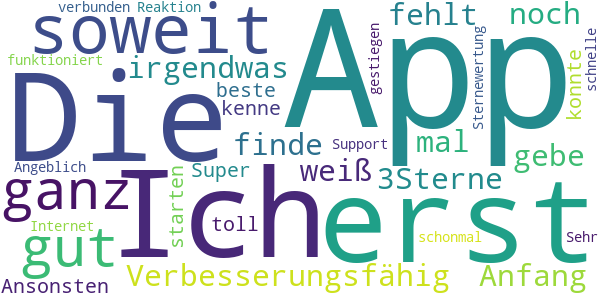 verbunden Reaktion
soweit
App
fehlt
noch
funktioniert
irgendwas
gestiegen
Sternewertung
konnte
schnelle
Die
beste
kenne
finde
mal
gebe
Angeblich
Super
weiß
Support
3Sterne
ganz
Ich
erst
starten
toll
Internet
gut
schonmal
Sehr
Ansonsten
Verbesserungsfähig
Anfang